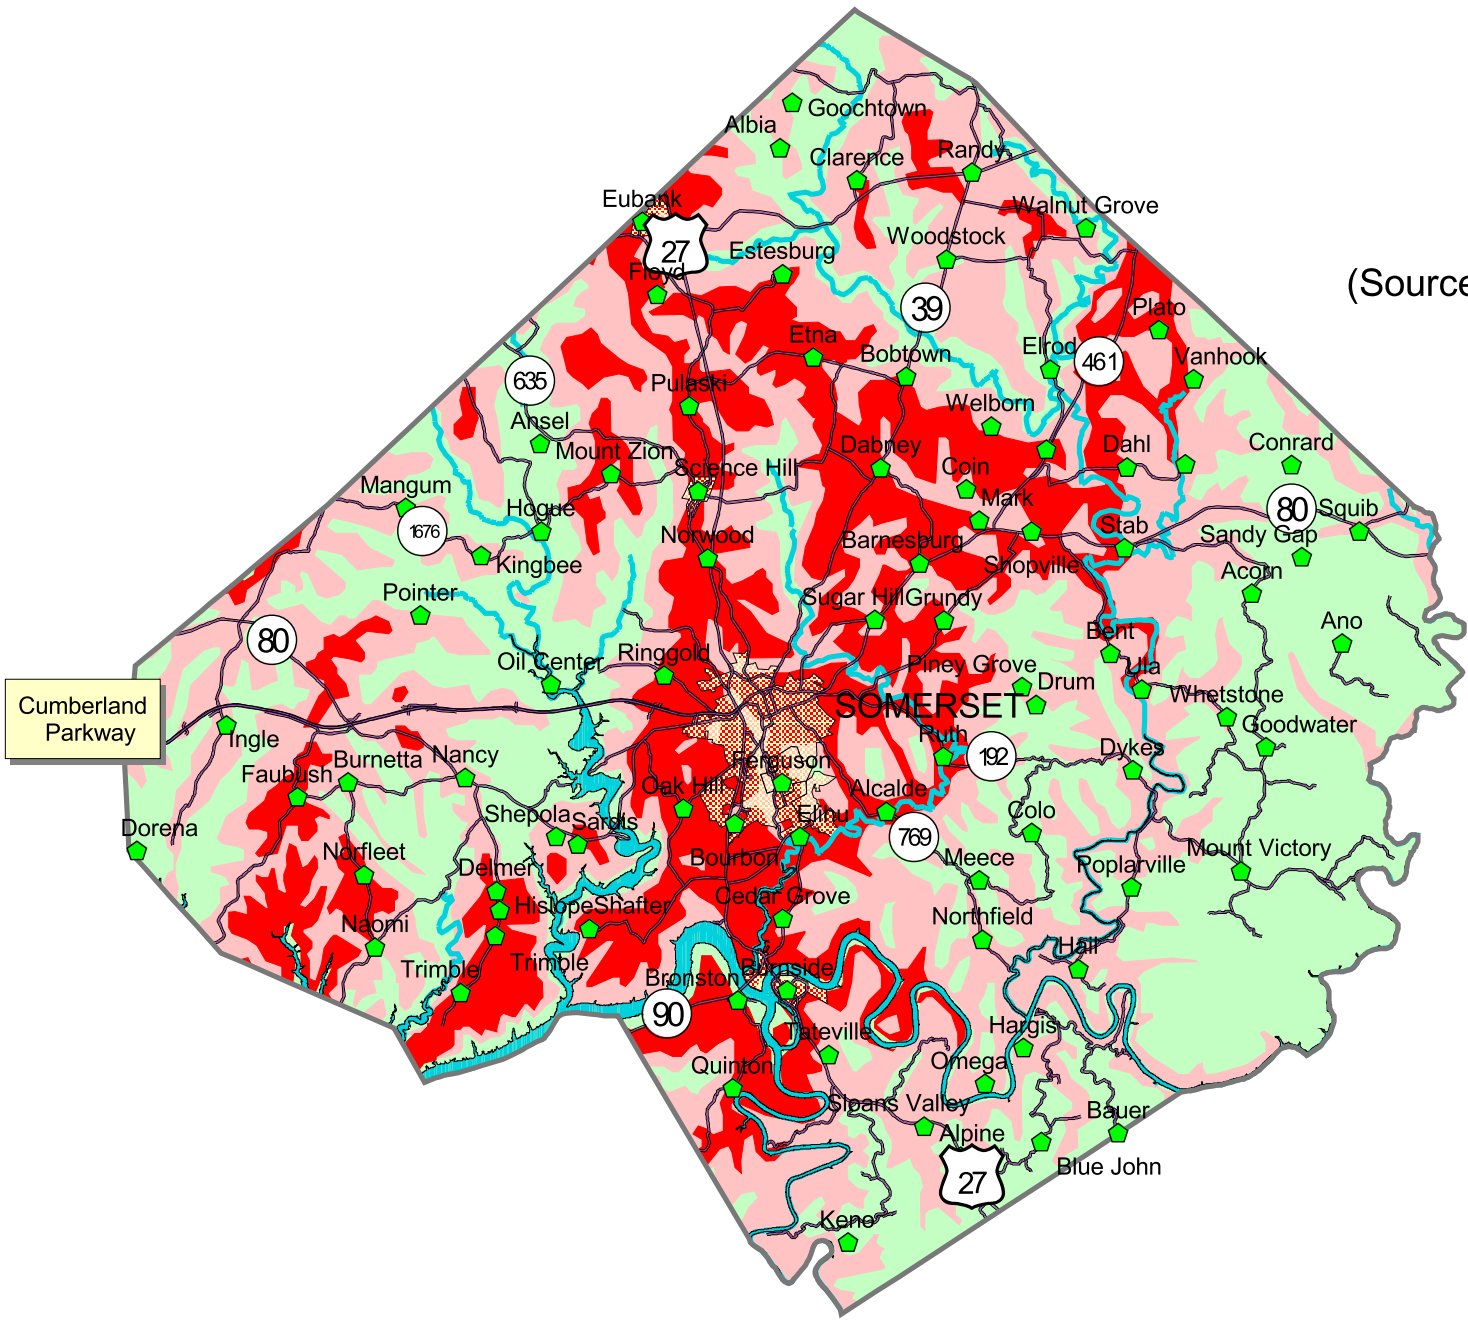 Goochtown
Albia
Clarence
Randy
Eubank
Walnut Grove
27
Woodstock
Estesburg
Floyd
(Source
39
Plato
Etna
Bobtown
Elrod
461
Vanhook
635
Pulaski
Ansel
Welborn
Mount Zion
Dabney
Dahl
Conrard
Science Hill
Coin
Mangum
Mark
Hogue
80
Squib
1676
Norwood
Barnesburg
Stab
Sandy Gap
Kingbee
Shopville
Acorn
Pointer
Sugar Hill
Grundy
80
Bent
Ano
Oil Center
Ringgold
Piney Grove
Ula
Drum
Whetstone
Cumberland
Parkway
SOMERSET
Goodwater
Ingle
Ruth
192
Dykes
Burnetta
Nancy
Ferguson
Faubush
Oak Hill
Alcalde
Dorena
Shepola
Sardis
Elihu
Colo
769
Norfleet
Bourbon
Meece
Poplarville
Mount Victory
Delmer
Cedar Grove
Hislope
Shafter
Naomi
Northfield
Hall
Trimble
Trimble
Bronston
Burnside
90
Tateville
Hargis
Quinton
Omega
Sloans Valley
Bauer
Alpine
Blue John
27
Keno